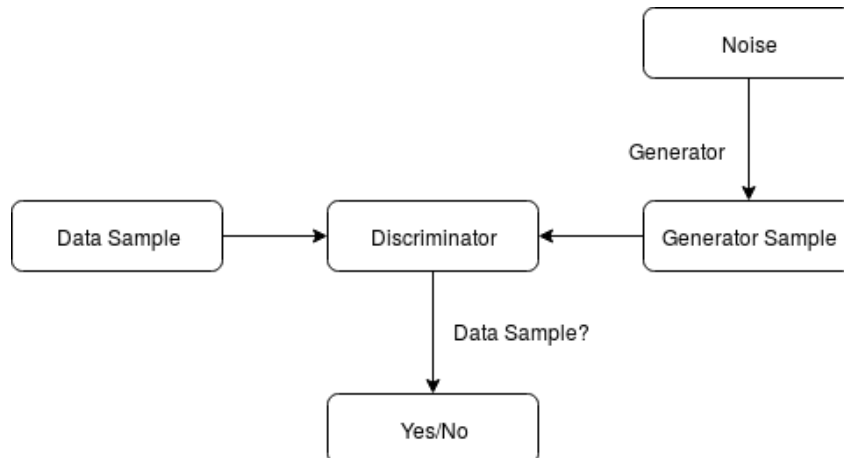 Noise
Generator
Data Sample
Discriminator
Generator Sample
Data Sample?
Yes/No